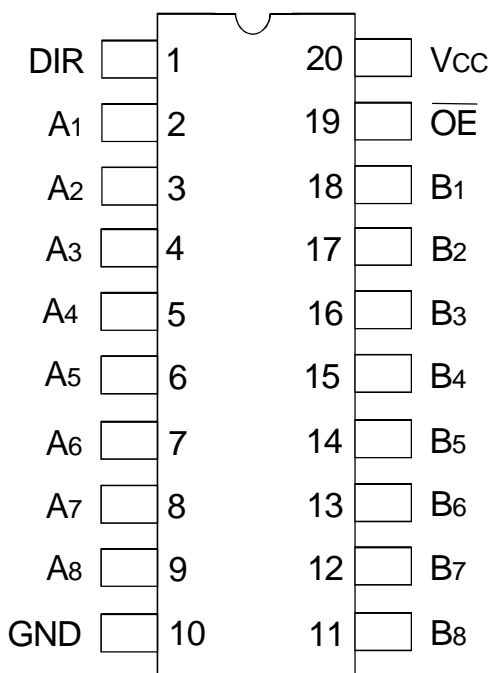 DIR 1 20 VCC
A1 2 19 O̅E̅
A2 3 18 B1
A3 4 17 B2
A4 5 16 B3
A5 6 15 B4
A6 7 14 B5
A7 8 13 B6
A8 9 12 B7
GND 10 11 B8